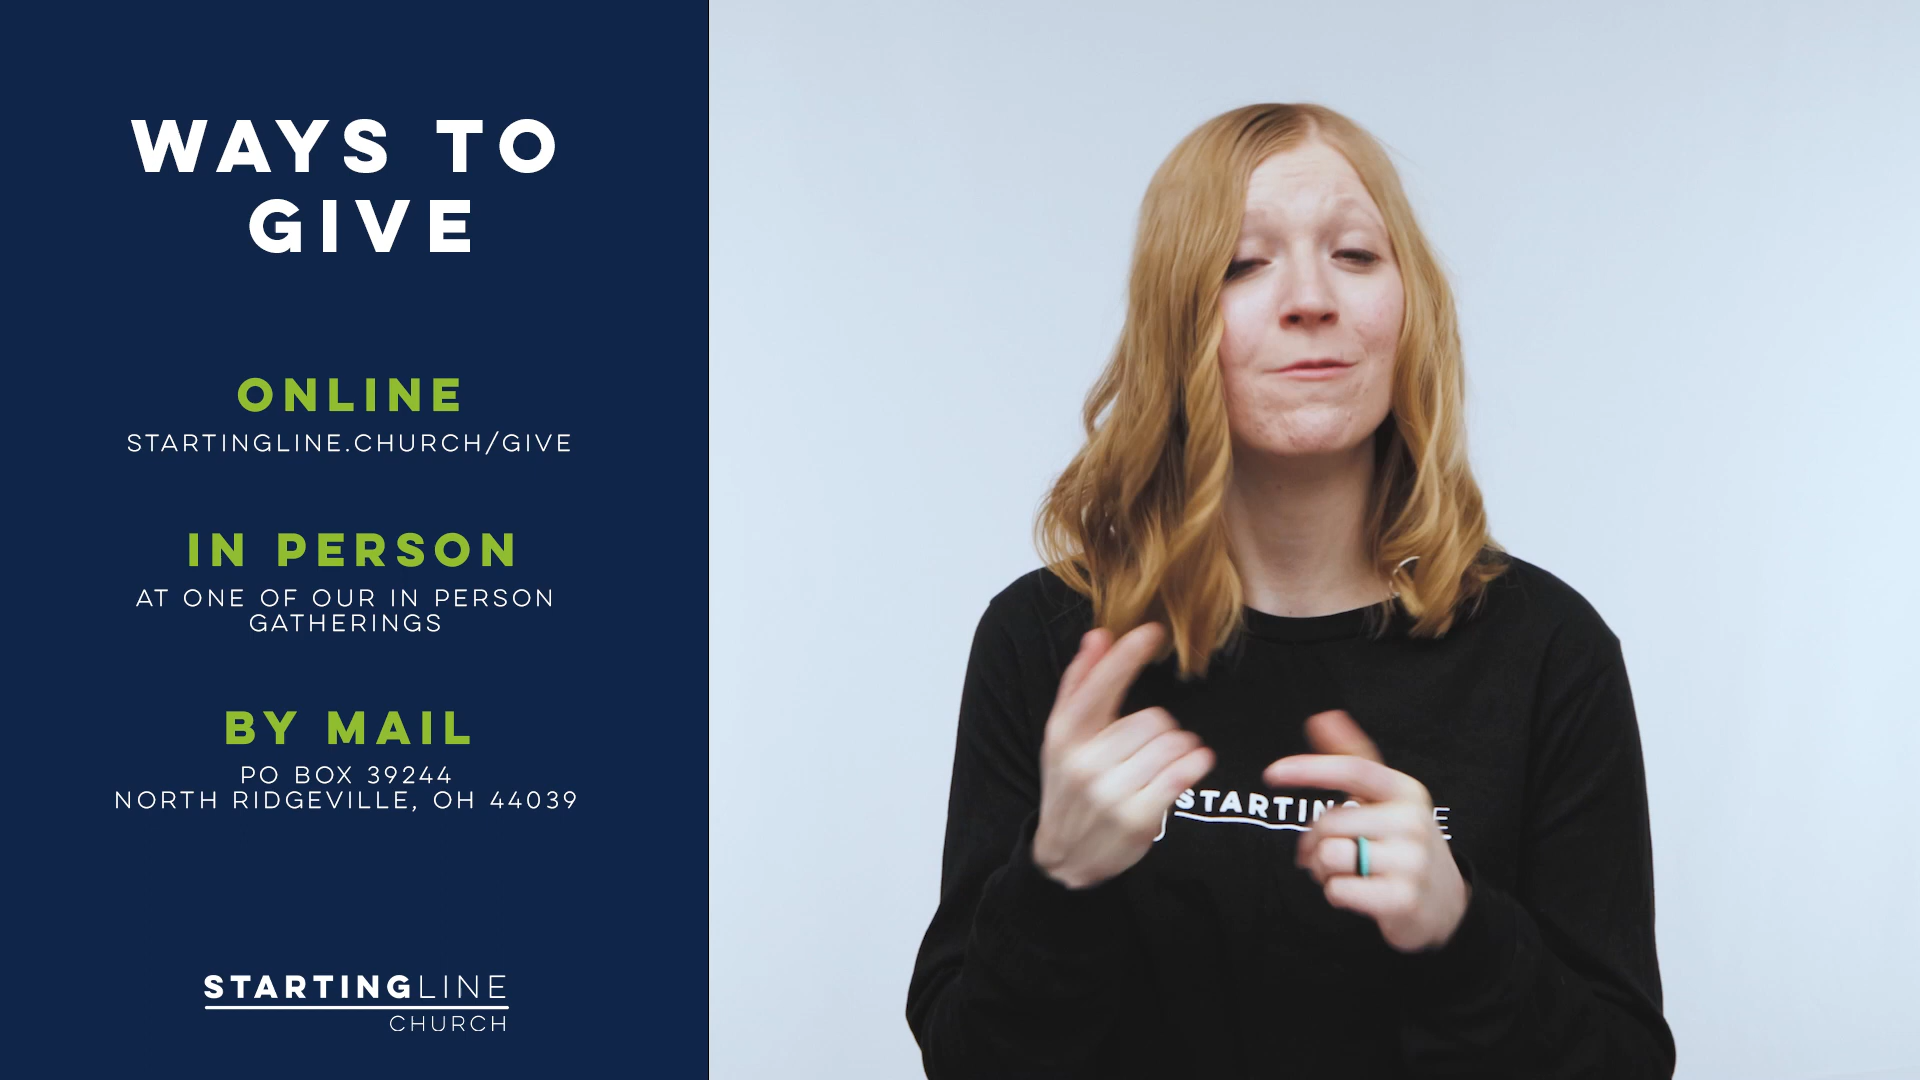 WAYS TO
GIVE
ONLINE
STARTINGLINE.CHURCH/GIVE
IN PERSON
AT ONE OF OUR IN PERSON
GATHERINGS
BY MAIL
PO BOX 39244
NORTH RIDGEVILLE, OH 44039
STARTINGLINE
CHURCH